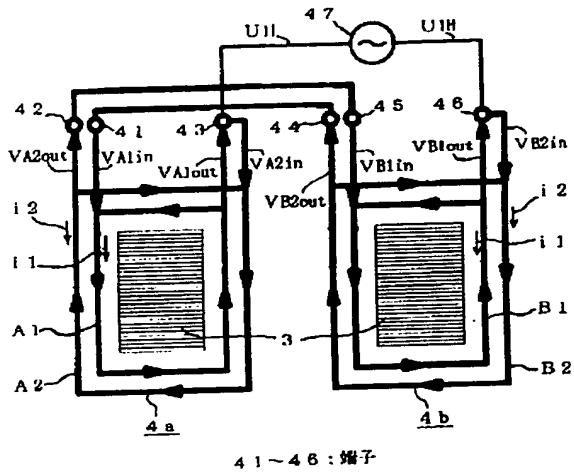 47
U1L
U1H
42
41
43
44
45
46
VA2out
VA1in
VA1out
VA2in
VB2out
VB1in
VB1out
VB2in
i2
i1
i1
i2
A1
A2
3
B1
B2
4a
4b
41~46:端子